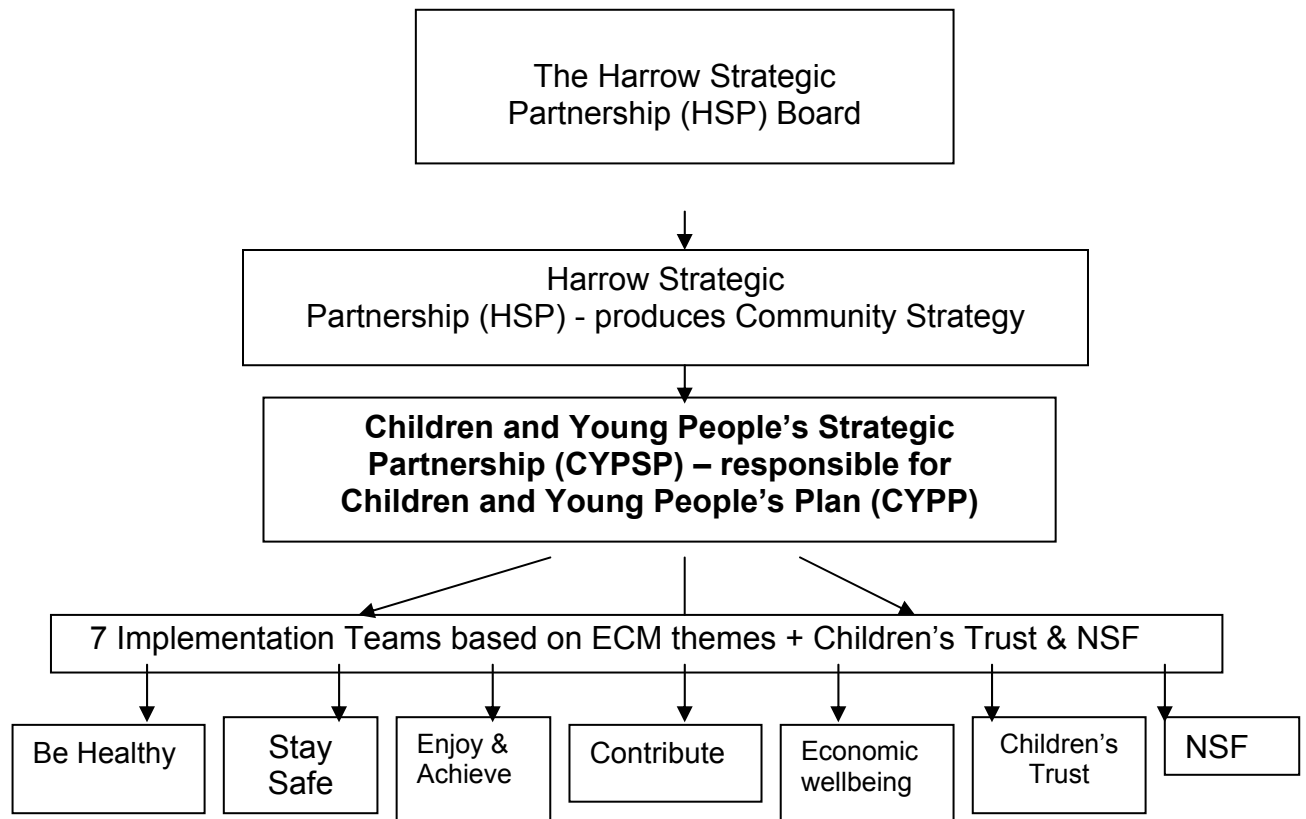 The Harrow Strategic
Partnership (HSP) Board
Harrow Strategic
Partnership (HSP) - produces Community Strategy
Children and Young People’s Strategic
Partnership (CYPSP) – responsible for
Children and Young People’s Plan (CYPP)
7 Implementation Teams based on ECM themes + Children’s Trust & NSF
Be Healthy
Stay
Safe
Enjoy &
Achieve
Contribute
Economic
wellbeing
Children’s
Trust
NSF